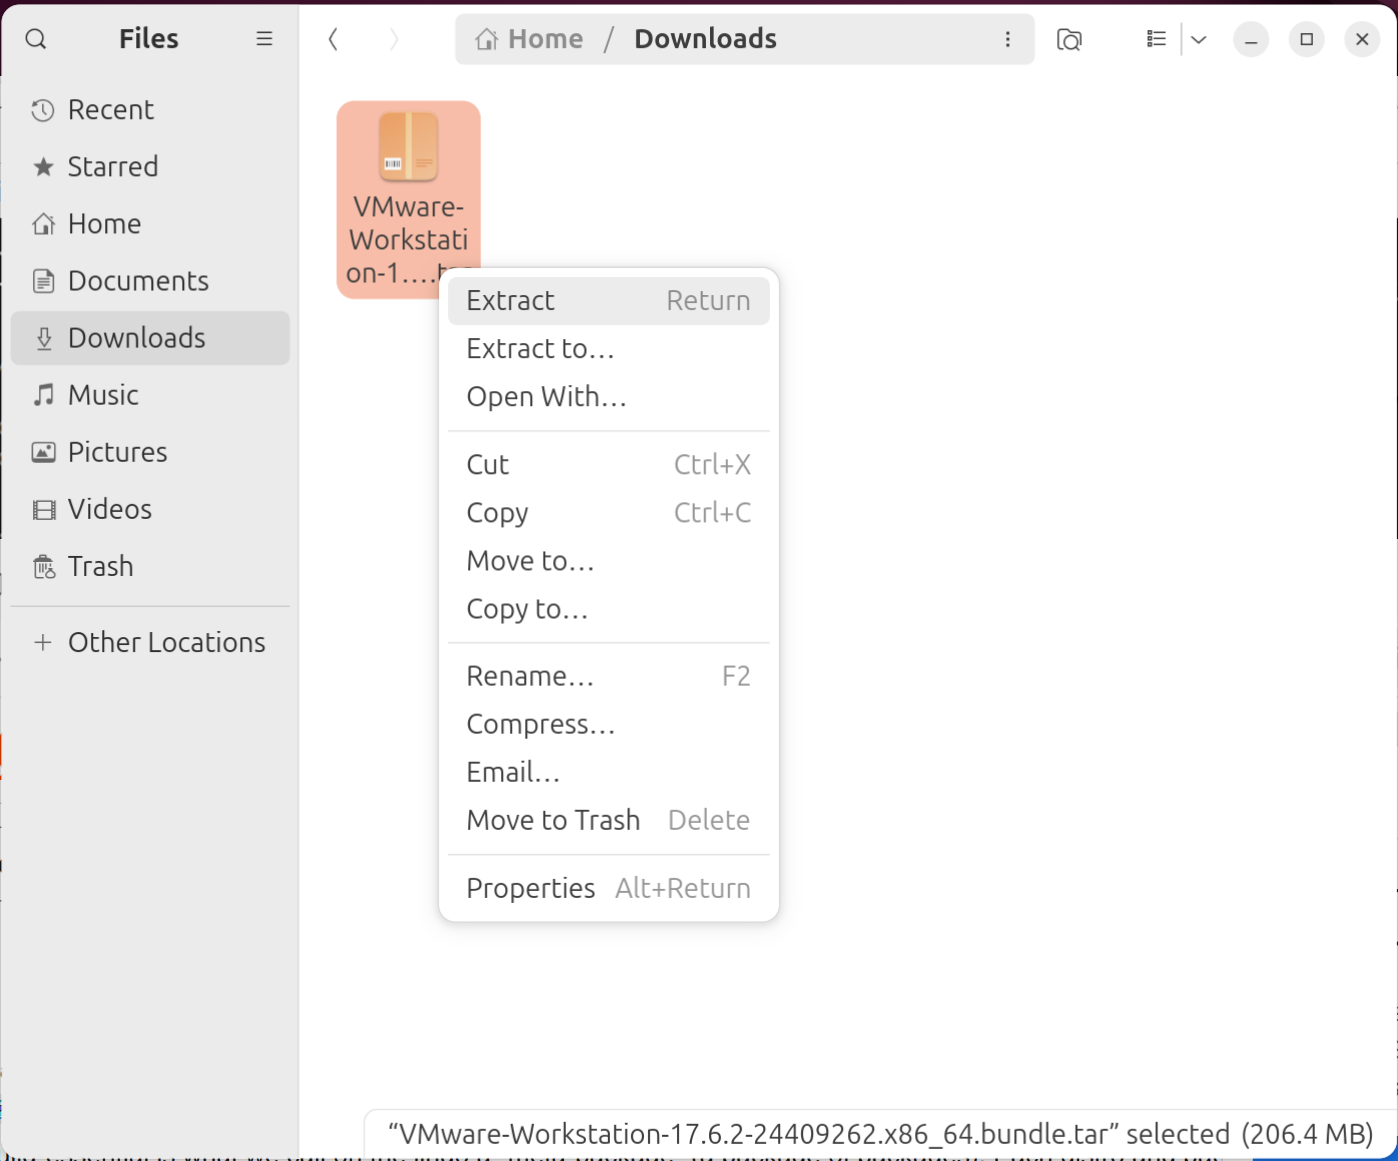 Files
Home / Downloads
Recent
Starred
Home
Documents
Downloads
Music
Pictures
Videos
Trash
Other Locations
VMware-
Workstati
on-1....
Extract Return
Extract to...
Open With...
Cut Ctrl+X
Copy Ctrl+C
Move to...
Copy to...
Rename... F2
Compress...
Email...
Move to Trash Delete
Properties Alt+Return
“VMware-Workstation-17.6.2-24409262.x86_64.bundle.tar” selected (206.4 MB)